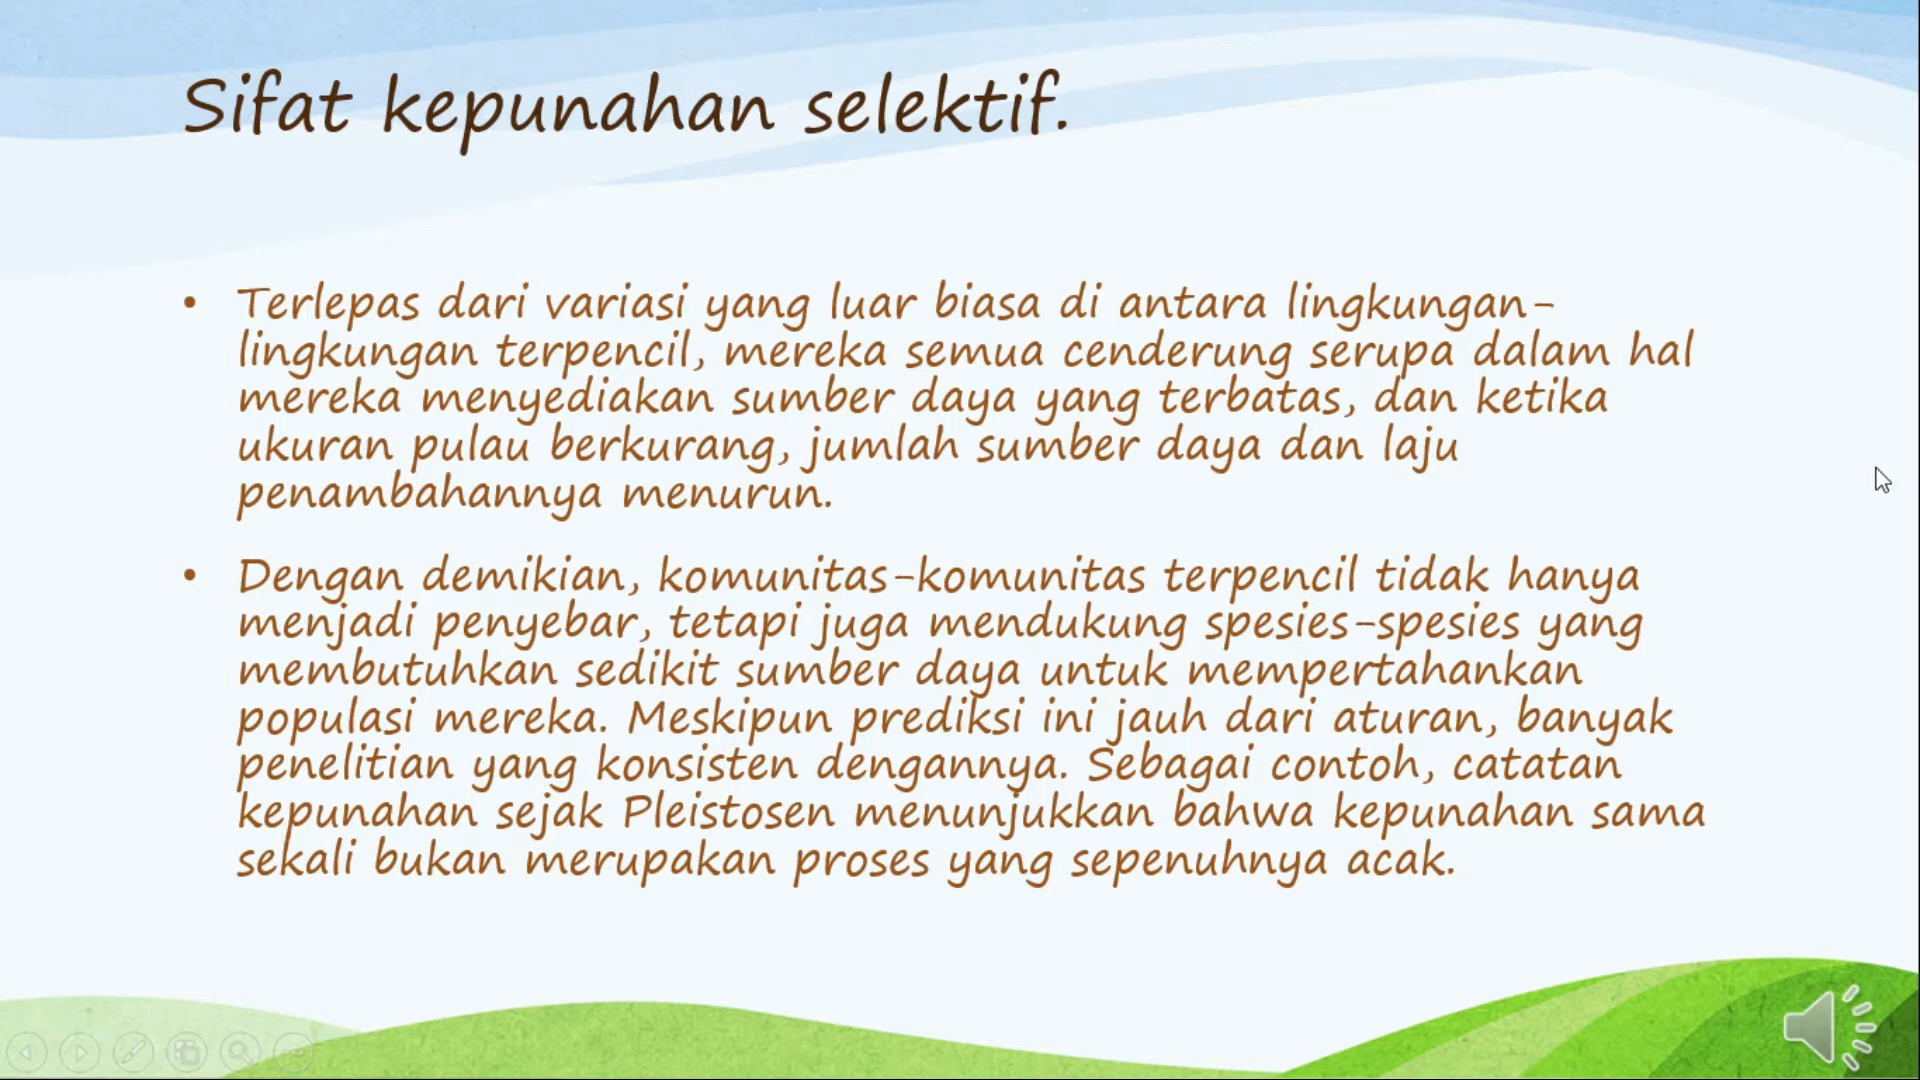 Sifat kepunahan selektif.
• Terlepas dari variasi yang luar biasa di antara lingkungan-
lingkungan terpencil, mereka semua cenderung serupa dalam hal
mereka menyediakan sumber daya yang terbatas, dan ketika
ukuran pulau berkurang, jumlah sumber daya dan laju
penambahannya menurun.
• Dengan demikian, komunitas-komunitas terpencil tidak hanya
menjadi penyebar, tetapi juga mendukung spesies-spesies yang
membutuhkan sedikit sumber daya untuk mempertahankan
populasi mereka. Meskipun prediksi ini jauh dari aturan, banyak
penelitian yang konsisten dengannya. Sebagai contoh, catatan
kepunahan sejak Pleistosen menunjukkan bahwa kepunahan sama
sekali bukan merupakan proses yang sepenuhnya acak.